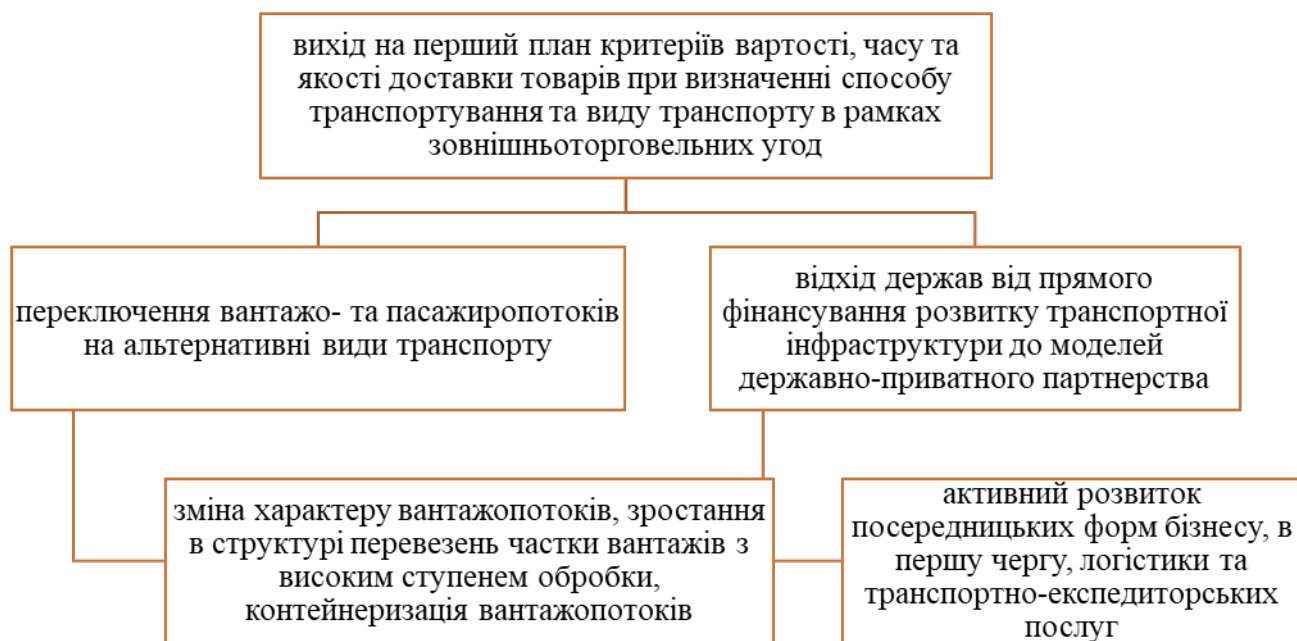 вихід на перший план критеріїв вартості, часу та
якості доставки товарів при визначенні способу
транспортування та виду транспорту в рамках
зовнішньоторговельних угод
переключення вантажо- та пасажиропотоків
на альтернативні види транспорту
відхід держав від прямого
фінансування розвитку транспортної
інфраструктури до моделей
державно-приватного партнерства
зміна характеру вантажопотоків, зростання
в структурі перевезень частки вантажів з
високим ступенем обробки,
контейнеризація вантажопотоків
активний розвиток
посередницьких форм бізнесу, в
першу чергу, логістики та
транспортно-експедиторських
послуг